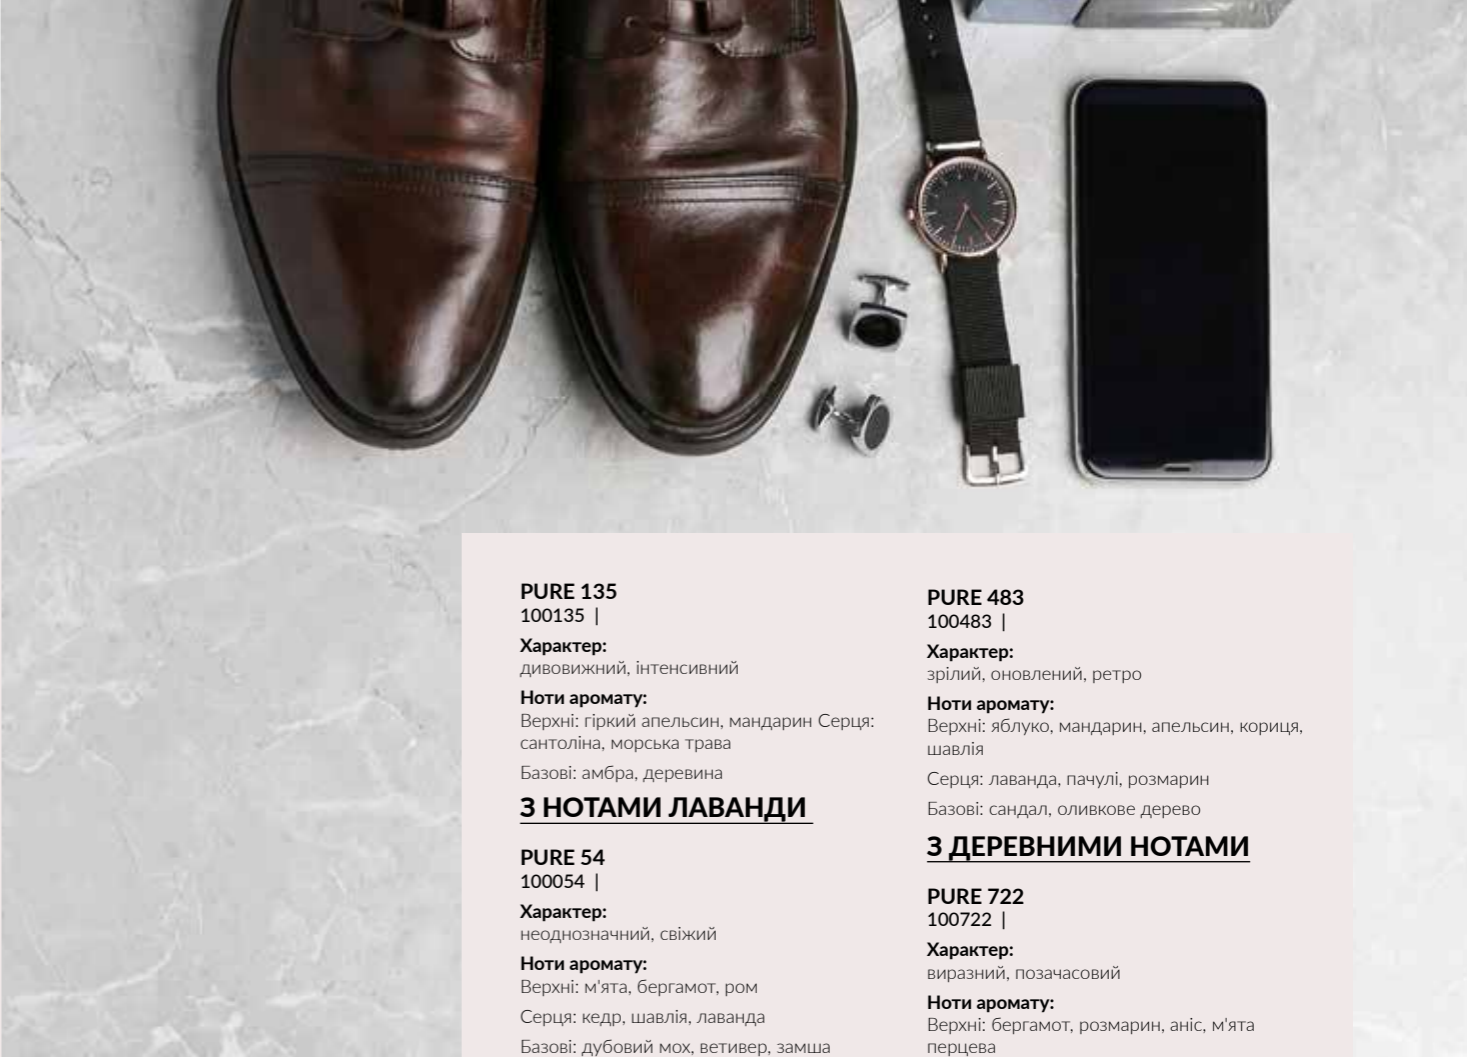 PURE 135
100135 |
Характер:
дивовижний, інтенсивний
Ноти аромату:
Верхні: гіркий апельсин, мандарин Серця:
сантоліна, морська трава
Базові: амбра, деревина
З НОТАМИ ЛАВАНДИ
PURE 54
100054 |
Характер:
неоднозначний, свіжий
Ноти аромату:
Верхні: м'ята, бергамот, ром
Серця: кедр, шавлія, лаванда
Базові: дубовий мох, ветивер, замша
PURE 483
100483 |
Характер:
зрілий, оновлений, ретро
Ноти аромату:
Верхні: яблуко, мандарин, апельсин, кориця,
шавлія
Серця: лаванда, пачулі, розмарин
Базові: сандал, оливкове дерево
З ДЕРЕВНИМИ НОТАМИ
PURE 722
100722 |
Характер:
виразний, позачасовий
Ноти аромату:
Верхні: бергамот, розмарин, аніс, м'ята
перцева